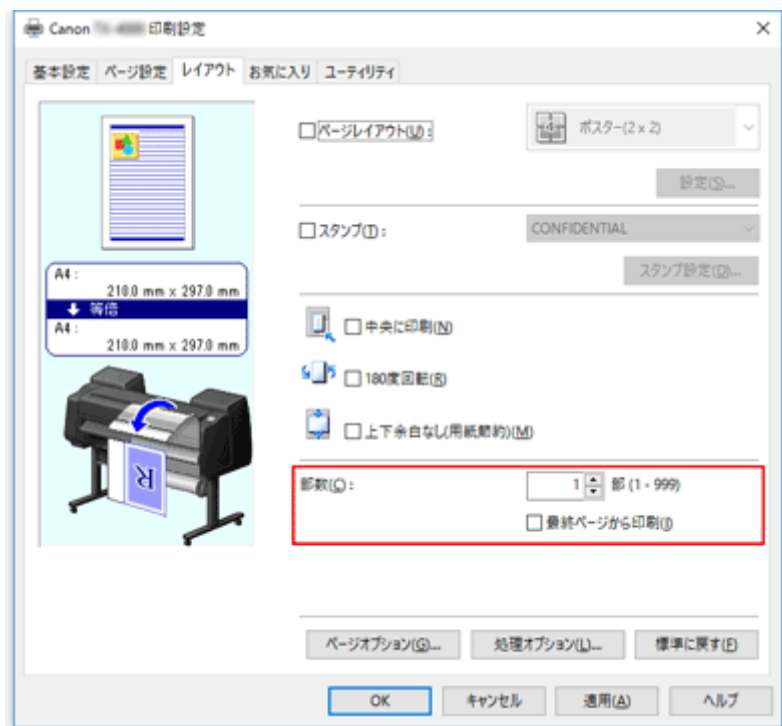 Canon 印刷設定
基本設定 ページ設定 レイアウト お気に入り ユーティリティ
ページレイアウト(U):
ポスター(2 x 2)
設定(S)...
スタンプ(T):
CONFIDENTIAL
スタンプ設定(D)...
A4 :
210.0 mm x 297.0 mm
等倍
A4 :
210.0 mm x 297.0 mm
中央に印刷(N)
180度回転(R)
上下余白なし(用紙節約)(M)
R
部数(C):
1 部 (1 - 999)
最終ページから印刷(I)
ページオプション(G)... 処理オプション(L)... 標準に戻す(F)
OK キャンセル 適用(A) ヘルプ